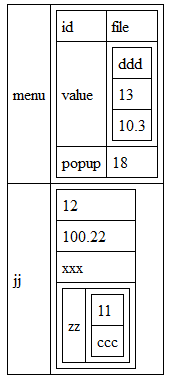 id file
ddd
menu value 13
10.3
popup 18
12
100.22
xxx
jj
11
zz
ccc